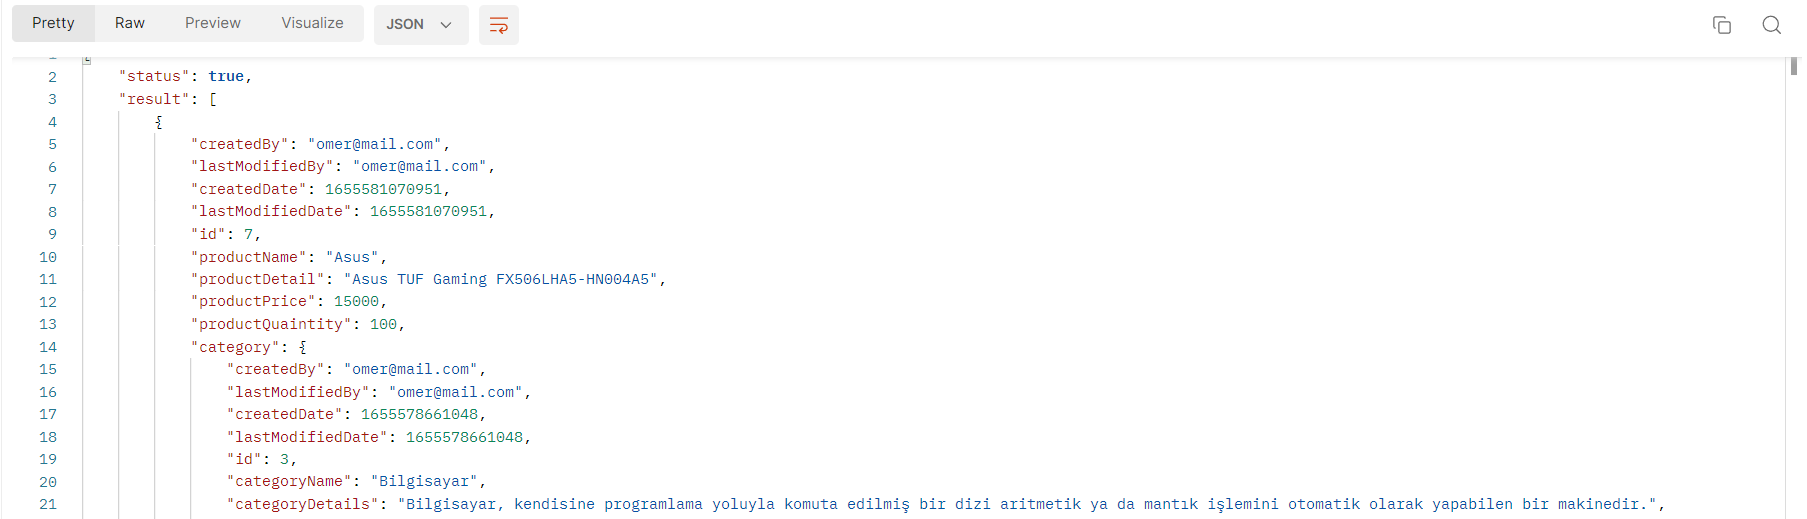 Pretty Raw Preview Visualize JSON
1 {
2 "status": true,
3 "result": [
4 {
5 "createdBy": "omer@mail.com",
6 "lastModifiedBy": "omer@mail.com",
7 "createdDate": 1655581070951,
8 "lastModifiedDate": 1655581070951,
9 "id": 7,
10 "productName": "Asus",
11 "productDetail": "Asus TUF Gaming FX506LHA5-HN004A5",
12 "productPrice": 15000,
13 "productQuaintity": 100,
14 "category": {
15 "createdBy": "omer@mail.com",
16 "lastModifiedBy": "omer@mail.com",
17 "createdDate": 1655578661048,
18 "lastModifiedDate": 1655578661048,
19 "id": 3,
20 "categoryName": "Bilgisayar",
21 "categoryDetails": "Bilgisayar, kendisine programlama yoluyla komuta edilmiş bir dizi aritmetik ya da mantık işlemini otomatik olarak yapabilen bir makinedir.",